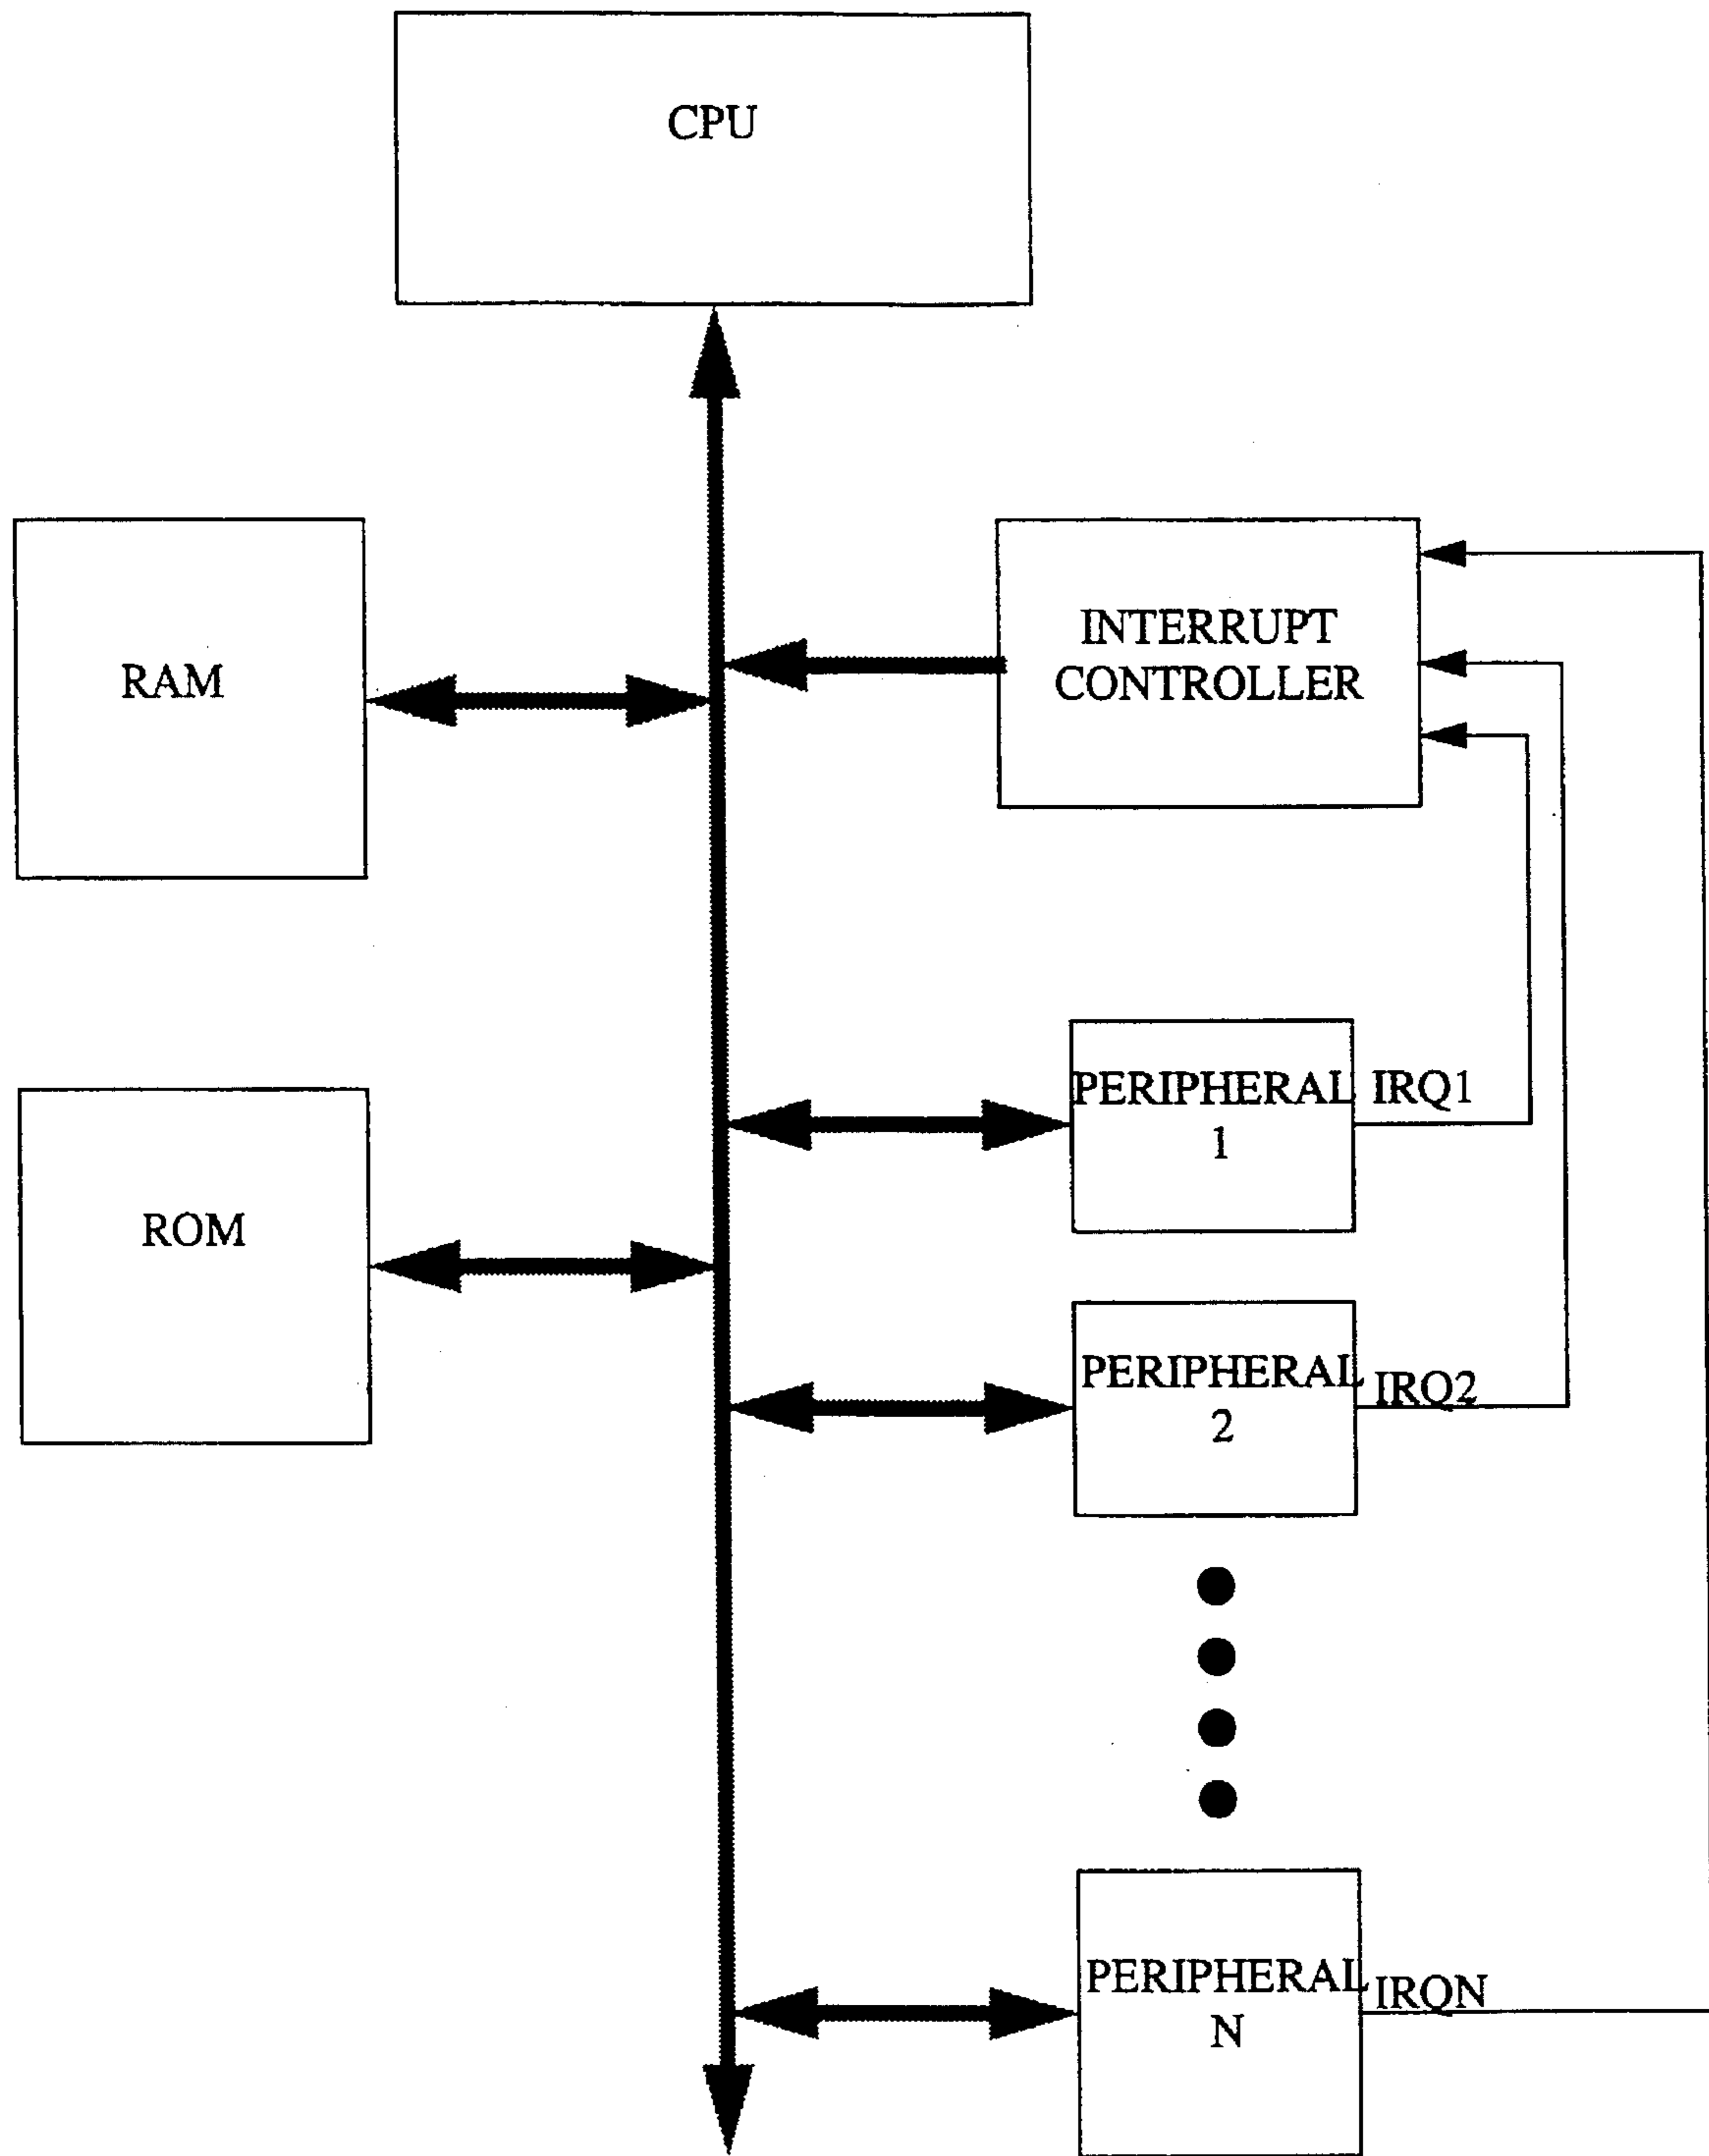 CPU
RAM
INTERRUPT
CONTROLLER
ROM
PERIPHERAL
1
IRQ1
PERIPHERAL
2
IRQ2
PERIPHERAL
N
IRQN